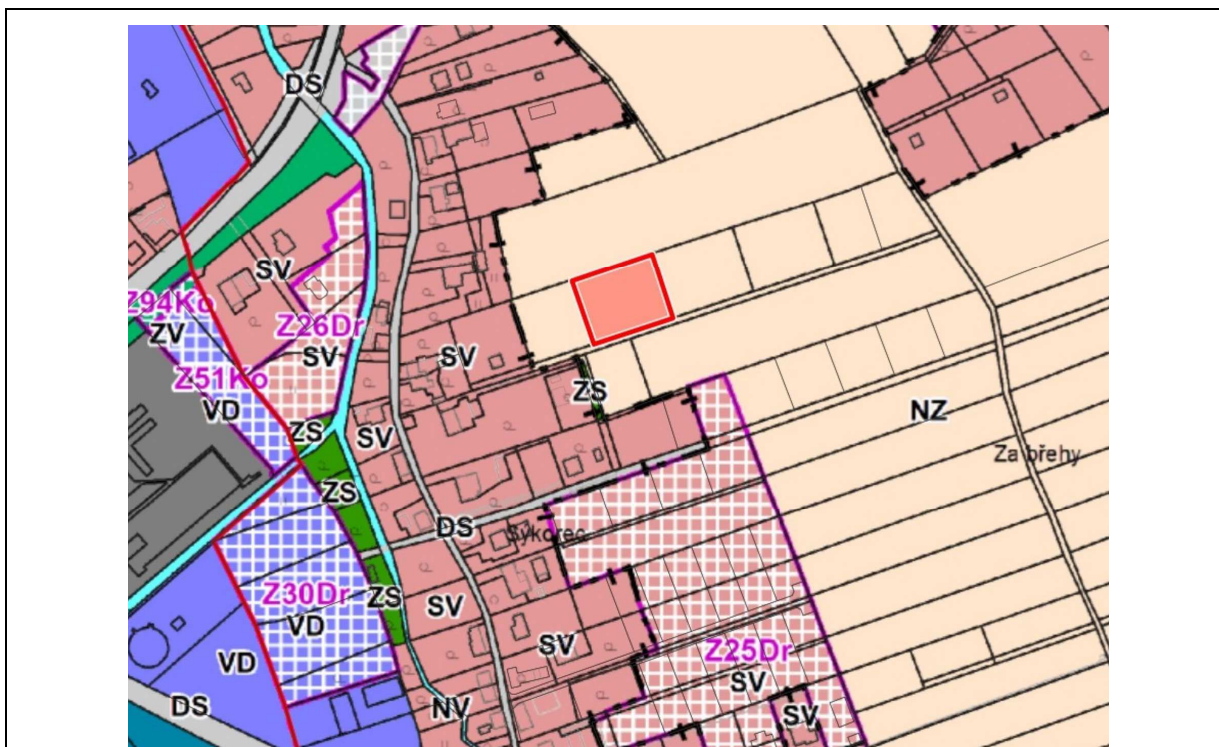 DS
SV
Z94Ko
ZV
Z26Dr
SV
SV
Z51Ko
VD
ZS
NZ
ZS
SV
Za břehy
ZS
DS
Sýkorec
Z30Dr
VD
ZS
SV
SV
Z25Dr
SV
VD
DS
NV
SV